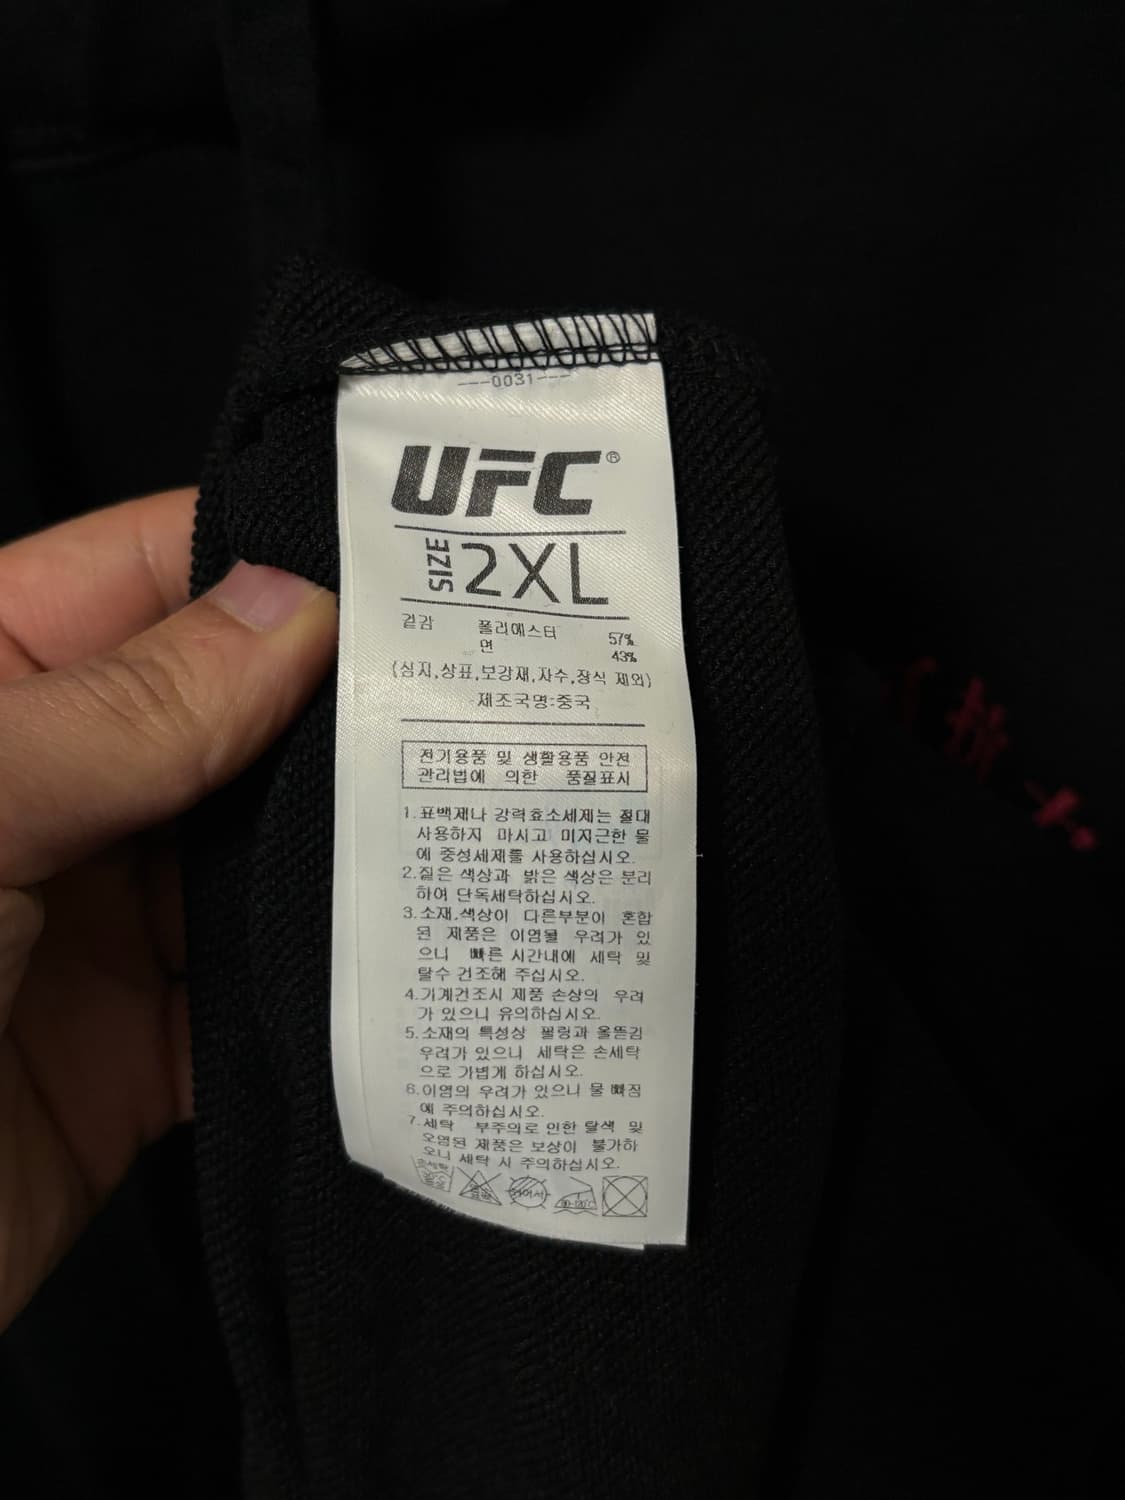 ---0031---
UFC®
SIZE 2XL
겉감 폴리에스터 57%
면 43%
(심지,상표,보강재,자수,장식 제외)
제조국명:중국
전기용품 및 생활용품 안전
관리법에 의한 품질표시
1.표백제나 강력효소세제는 절대
사용하지 마시고 미지근한 물
에 중성세제를 사용하십시오.
2.짙은 색상과 밝은 색상은 분리
하여 단독세탁하십시오.
3.소재.색상이 다른부분이 혼합
된 제품은 이염될 우려가 있
으니 빠른 시간내에 세탁 및
탈수 건조해 주십시오.
4.기계건조시 제품 손상의 우려
가 있으니 유의하십시오.
5.소재의 특성상 필링과 올뜯김
우려가 있으니 세탁은 손세탁
으로 가볍게 하십시오.
6.이염의 우려가 있으니 물 빠짐
에 주의하십시오.
7.세탁 부주의로 인한 탈색 및
오염된 제품은 보상이 불가하
오니 세탁 시 주의하십시오.
손세탁